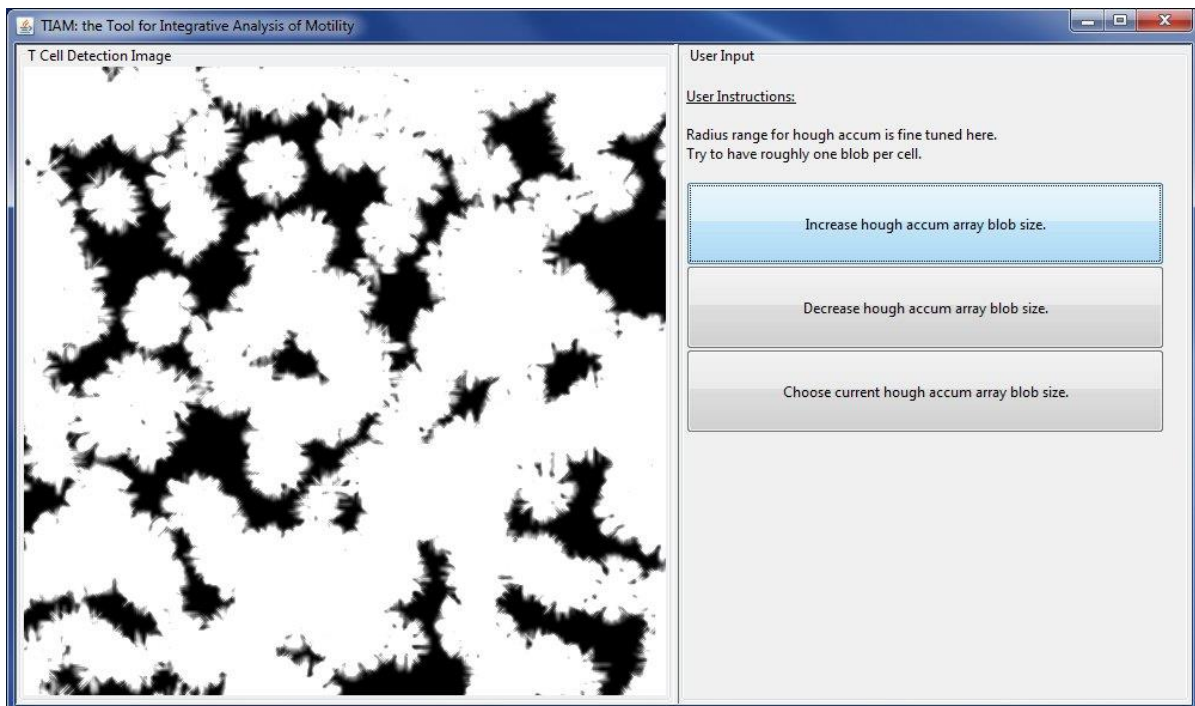 TIAM: the Tool for Integrative Analysis of Motility
T Cell Detection Image
User Input
User Instructions:
Radius range for hough accum is fine tuned here.
Try to have roughly one blob per cell.
Increase hough accum array blob size.
Decrease hough accum array blob size.
Choose current hough accum array blob size.